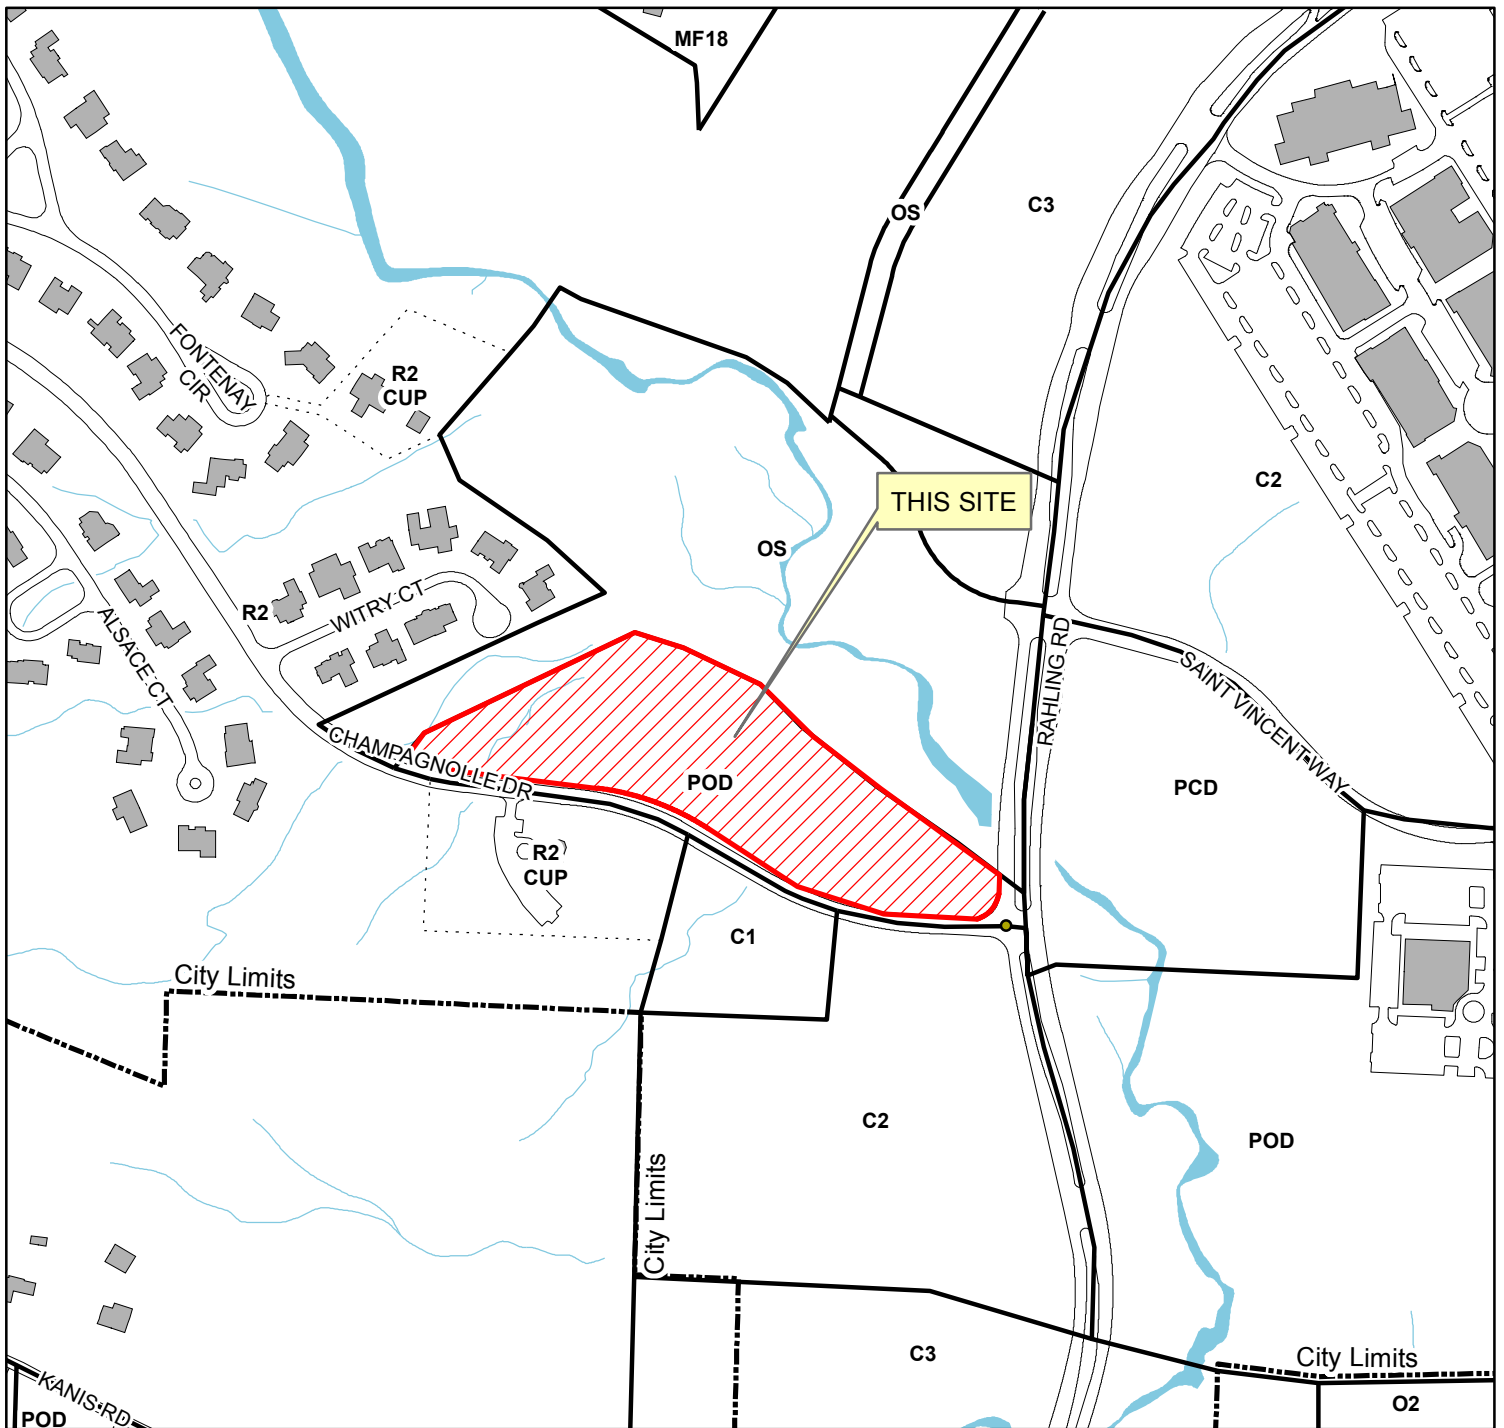 MF18
OS
C3
FONTENAY
CIR
R2
CUP
C2
THIS SITE
OS
R2
WITRY CT
ALSACE CT
RAHLING RD
SAINT VINCENT WAY
CHAMPAGNOLLE DR
POD
PCD
R2
CUP
C1
City Limits
C2
POD
City Limits
C3
City Limits
KANIS RD
POD
O2